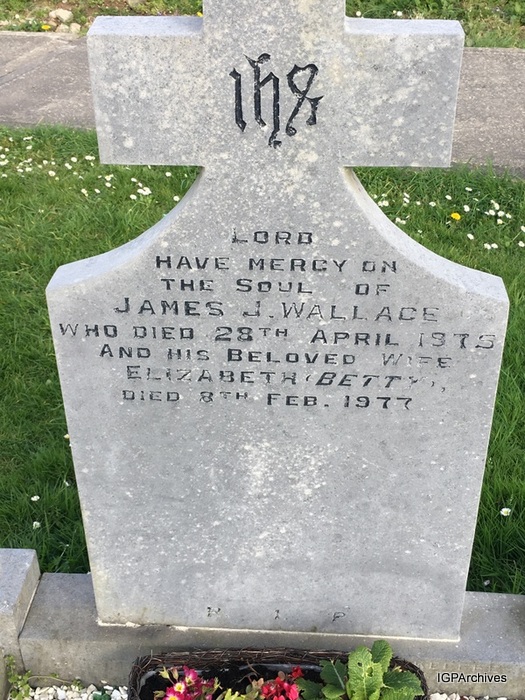 ihs
LORD
HAVE MERCY ON
THE SOUL OF
JAMES J. WALLACE
WHO DIED 28TH APRIL 1975
AND HIS BELOVED WIFE
ELIZABETH (BETTY),
DIED 8TH FEB. 1977
R I P
IGPArchives